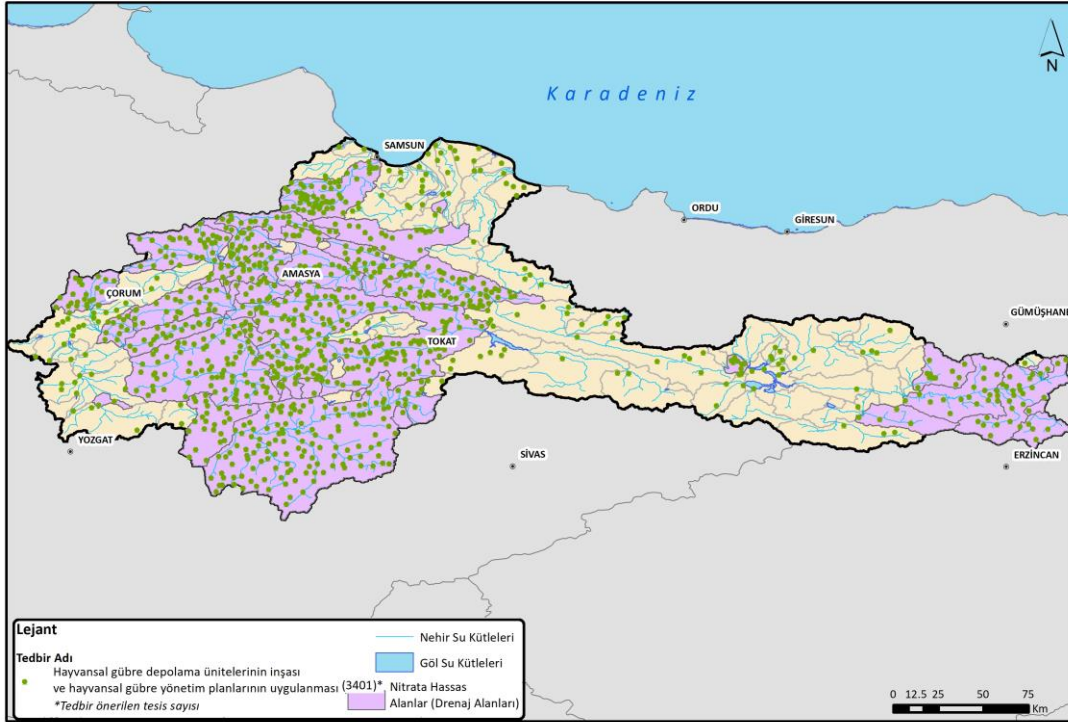 Karadeniz
N
SAMSUN
ORDU
GİRESUN
AMASYA
ÇORUM
GÜMÜŞHANE
TOKAT
YOZGAT
SİVAS
ERZİNCAN
Lejant
Tedbir Adı
Hayvansal gübre depolama ünitelerinin inşası
ve hayvansal gübre yönetim planlarının uygulanması (3401)*
*Tedbir önerilen tesis sayısı
Nehir Su Kütleleri
Göl Su Kütleleri
Nitrata Hassas
Alanlar (Drenaj Alanları)
0 12.5 25 50 75
Km